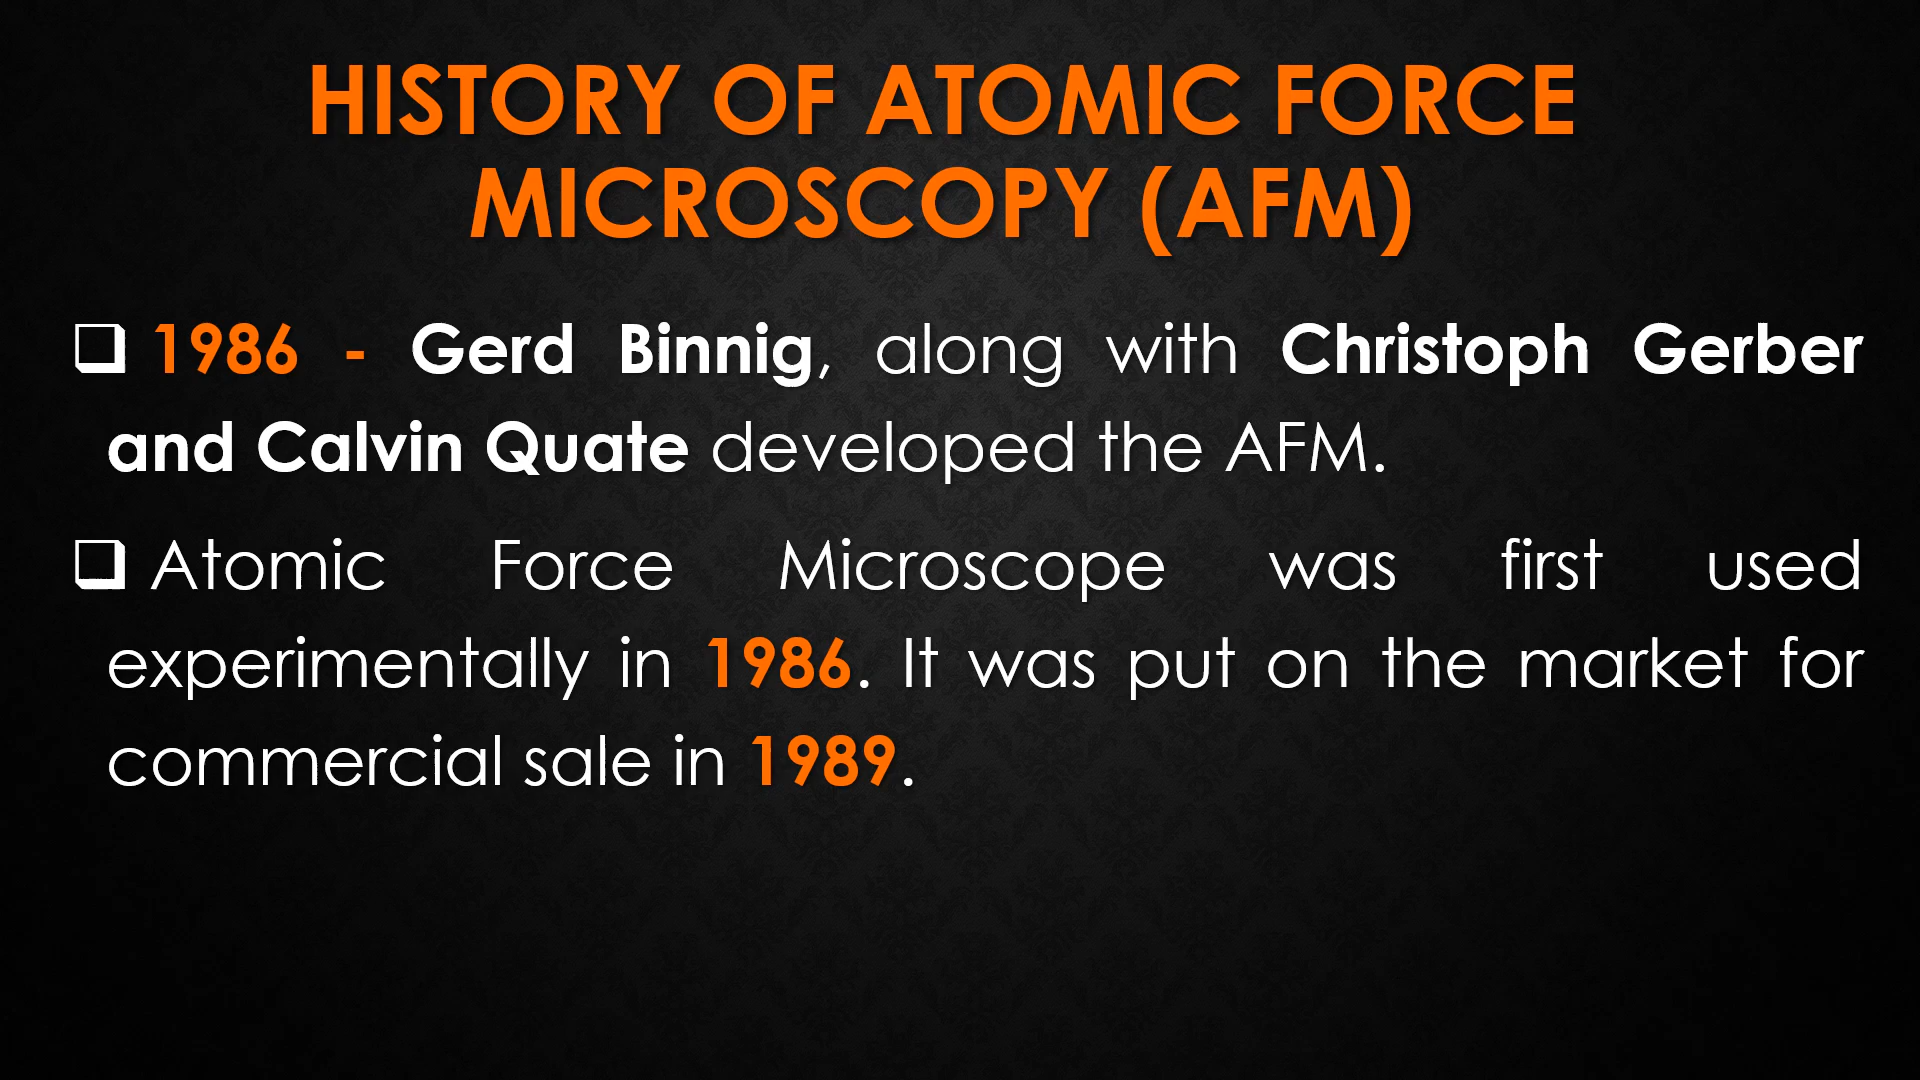 HISTORY OF ATOMIC FORCE
MICROSCOPY (AFM)
❑ 1986 - Gerd Binnig, along with Christoph Gerber
and Calvin Quate developed the AFM.
❑ Atomic Force Microscope was first used
experimentally in 1986. It was put on the market for
commercial sale in 1989.